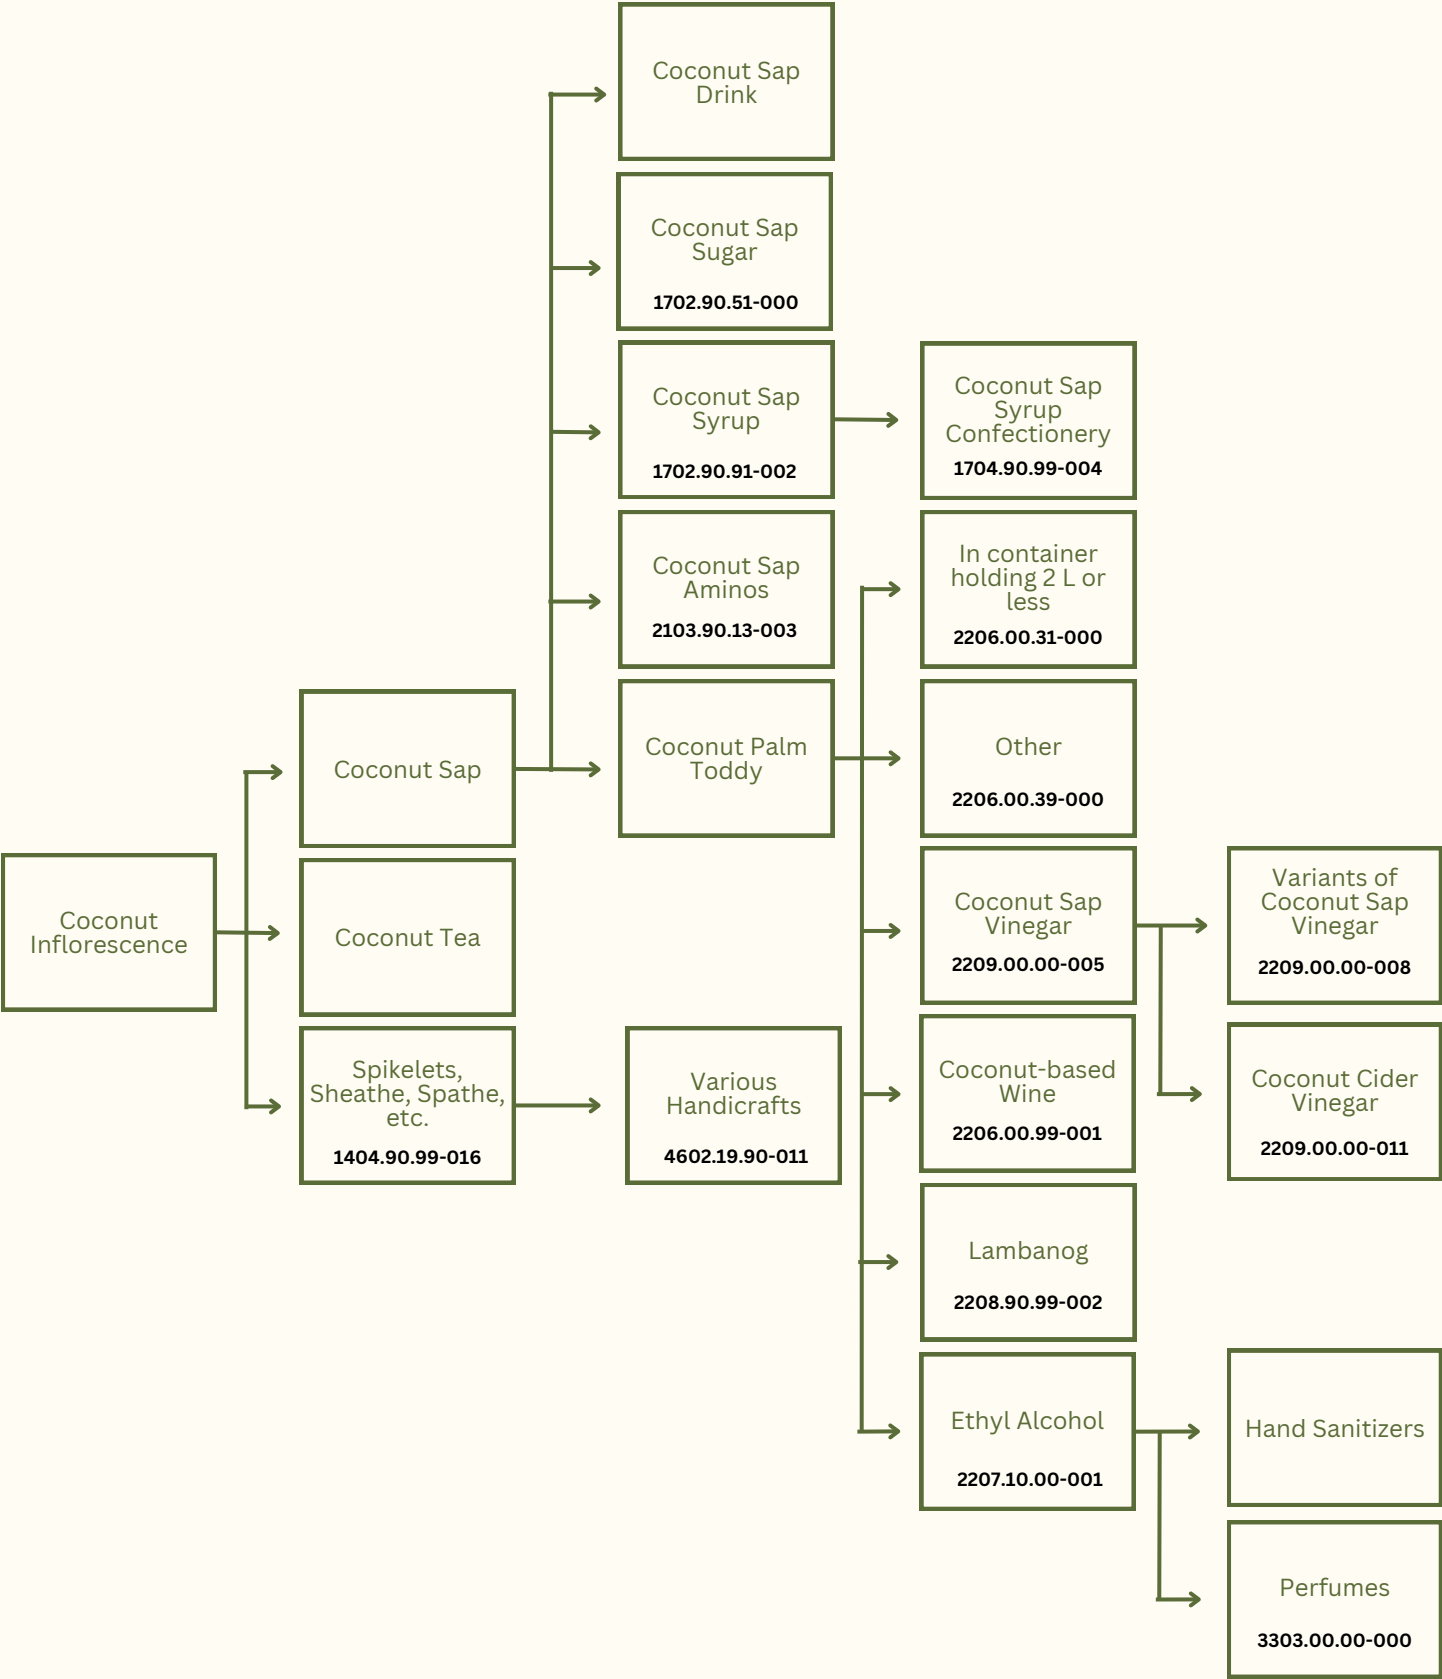 Coconut Sap
Drink
Coconut Sap
Sugar
1702.90.51-000
Coconut Sap
Syrup
1702.90.91-002
Coconut Sap
Syrup
Confectionery
1704.90.99-004
Coconut Sap
Aminos
2103.90.13-003
In container
holding 2 L or
less
2206.00.31-000
Coconut Sap
Coconut Palm
Toddy
Other
2206.00.39-000
Coconut
Inflorescence
Coconut Tea
Coconut Sap
Vinegar
2209.00.00-005
Variants of
Coconut Sap
Vinegar
2209.00.00-008
Spikelets,
Sheathe, Spathe,
etc.
1404.90.99-016
Various
Handicrafts
4602.19.90-011
Coconut-based
Wine
2206.00.99-001
Coconut Cider
Vinegar
2209.00.00-011
Lambanog
2208.90.99-002
Ethyl Alcohol
2207.10.00-001
Hand Sanitizers
Perfumes
3303.00.00-000